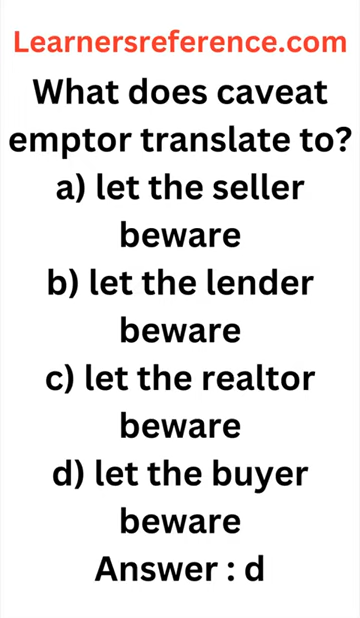 Learnersreference.com
What does caveat
emptor translate to?
a) let the seller
beware
b) let the lender
beware
c) let the realtor
beware
d) let the buyer
beware
Answer : d